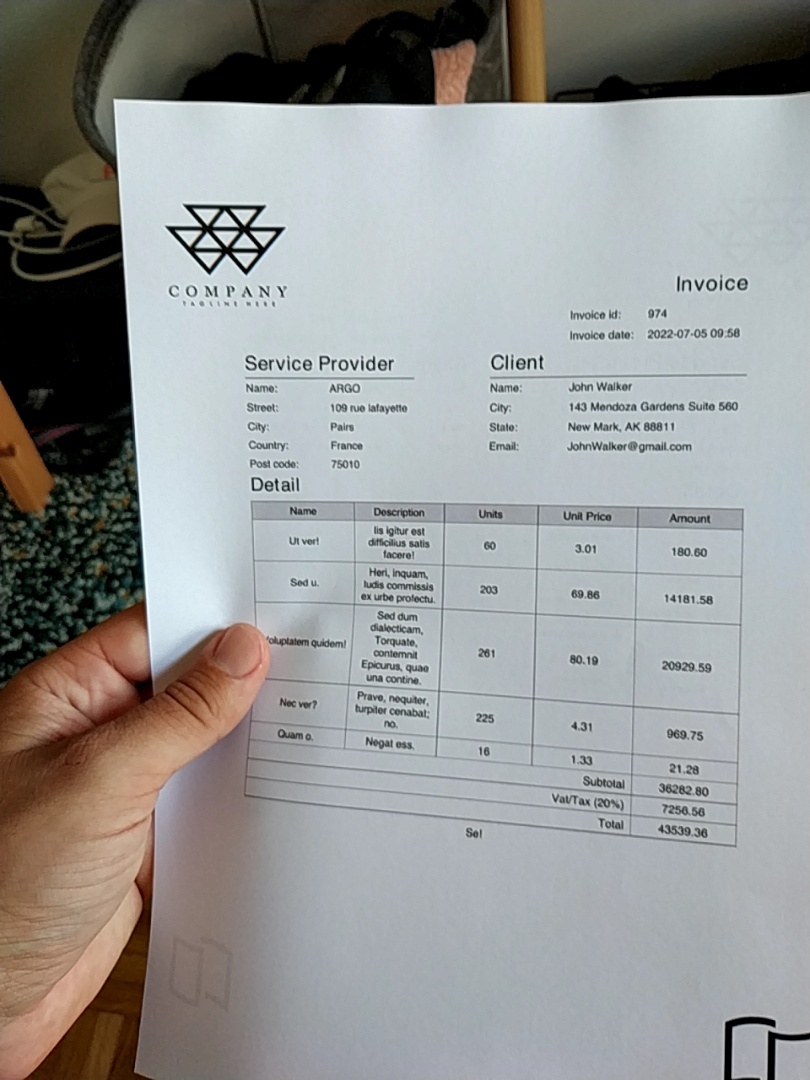 COMPANY
TAGLINE HERE
Invoice
Invoice id: 974
Invoice date: 2022-07-05 09:58
Service Provider
Name: ARGO
Street: 109 rue lafayette
City: Pairs
Country: France
Post code: 75010
Client
Name: John Walker
City: 143 Mendoza Gardens Suite 560
State: New Mark, AK 88811
Email: JohnWalker@gmail.com
Detail
Name Description Units Unit Price Amount
Ut ver!
Iis igitur est
difficilius satis
facere!
60 3.01 180.60
Sed u.
Heri, inquam,
ludis commissis
ex urbe profectu.
203 69.86 14181.58
quidem!
Sed dum
dialecticam,
Torquate,
contemnit
Epicurus, quae
una contine.
261 80.19 20929.59
Nec ver?
Prave, nequiter,
turpiter cenabat;
no.
225 4.31 969.75
Quam o. Negat ess. 16 1.33 21.28
Subtotal 36282.80
Vat/Tax (20%) 7256.56
Total 43539.36
Se!